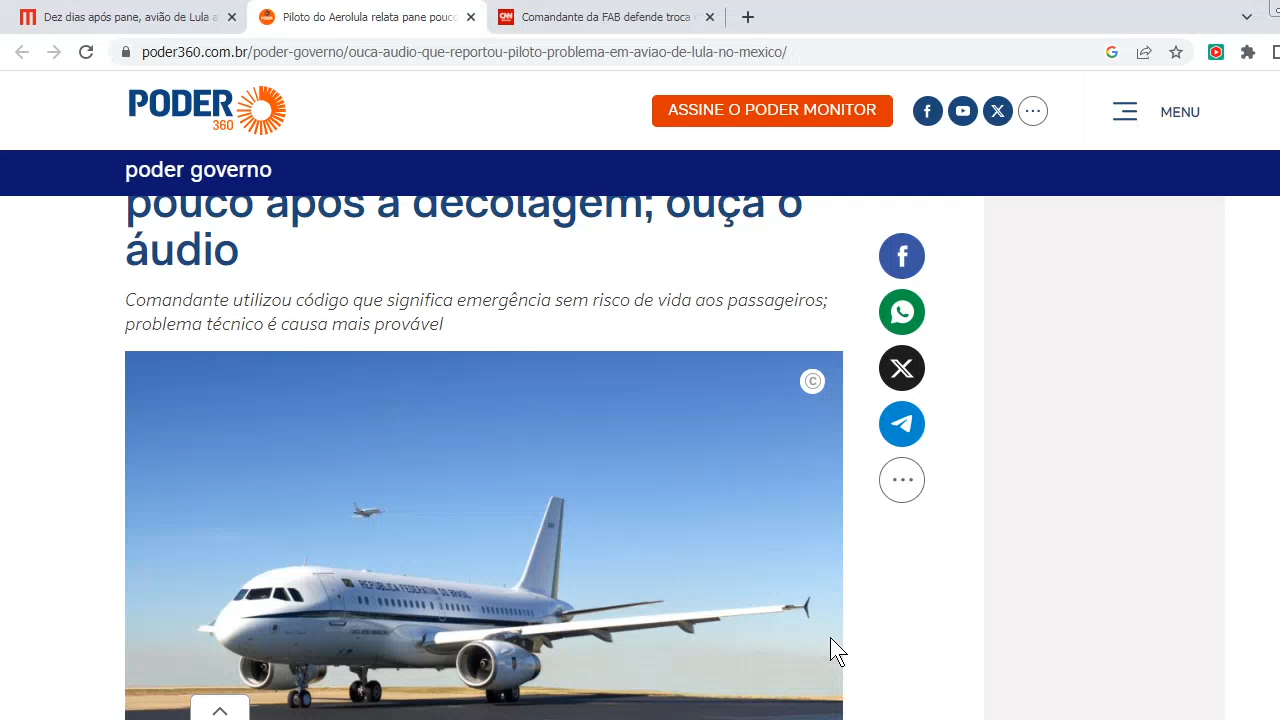 Dez dias após pane, avião de Lula a
Piloto do Aerolula relata pane pouc
CNN
Comandante da FAB defende troca
poder360.com.br/poder-governo/ouca-audio-que-reportou-piloto-problema-em-aviao-de-lula-no-mexico/
PODER
360
ASSINE O PODER MONITOR
MENU
poder governo
pouco após a decolagem; ouça o
áudio
Comandante utilizou código que significa emergência sem risco de vida aos passageiros;
problema técnico é causa mais provável
©
REPÚBLICA FEDERATIVA DO BRASIL